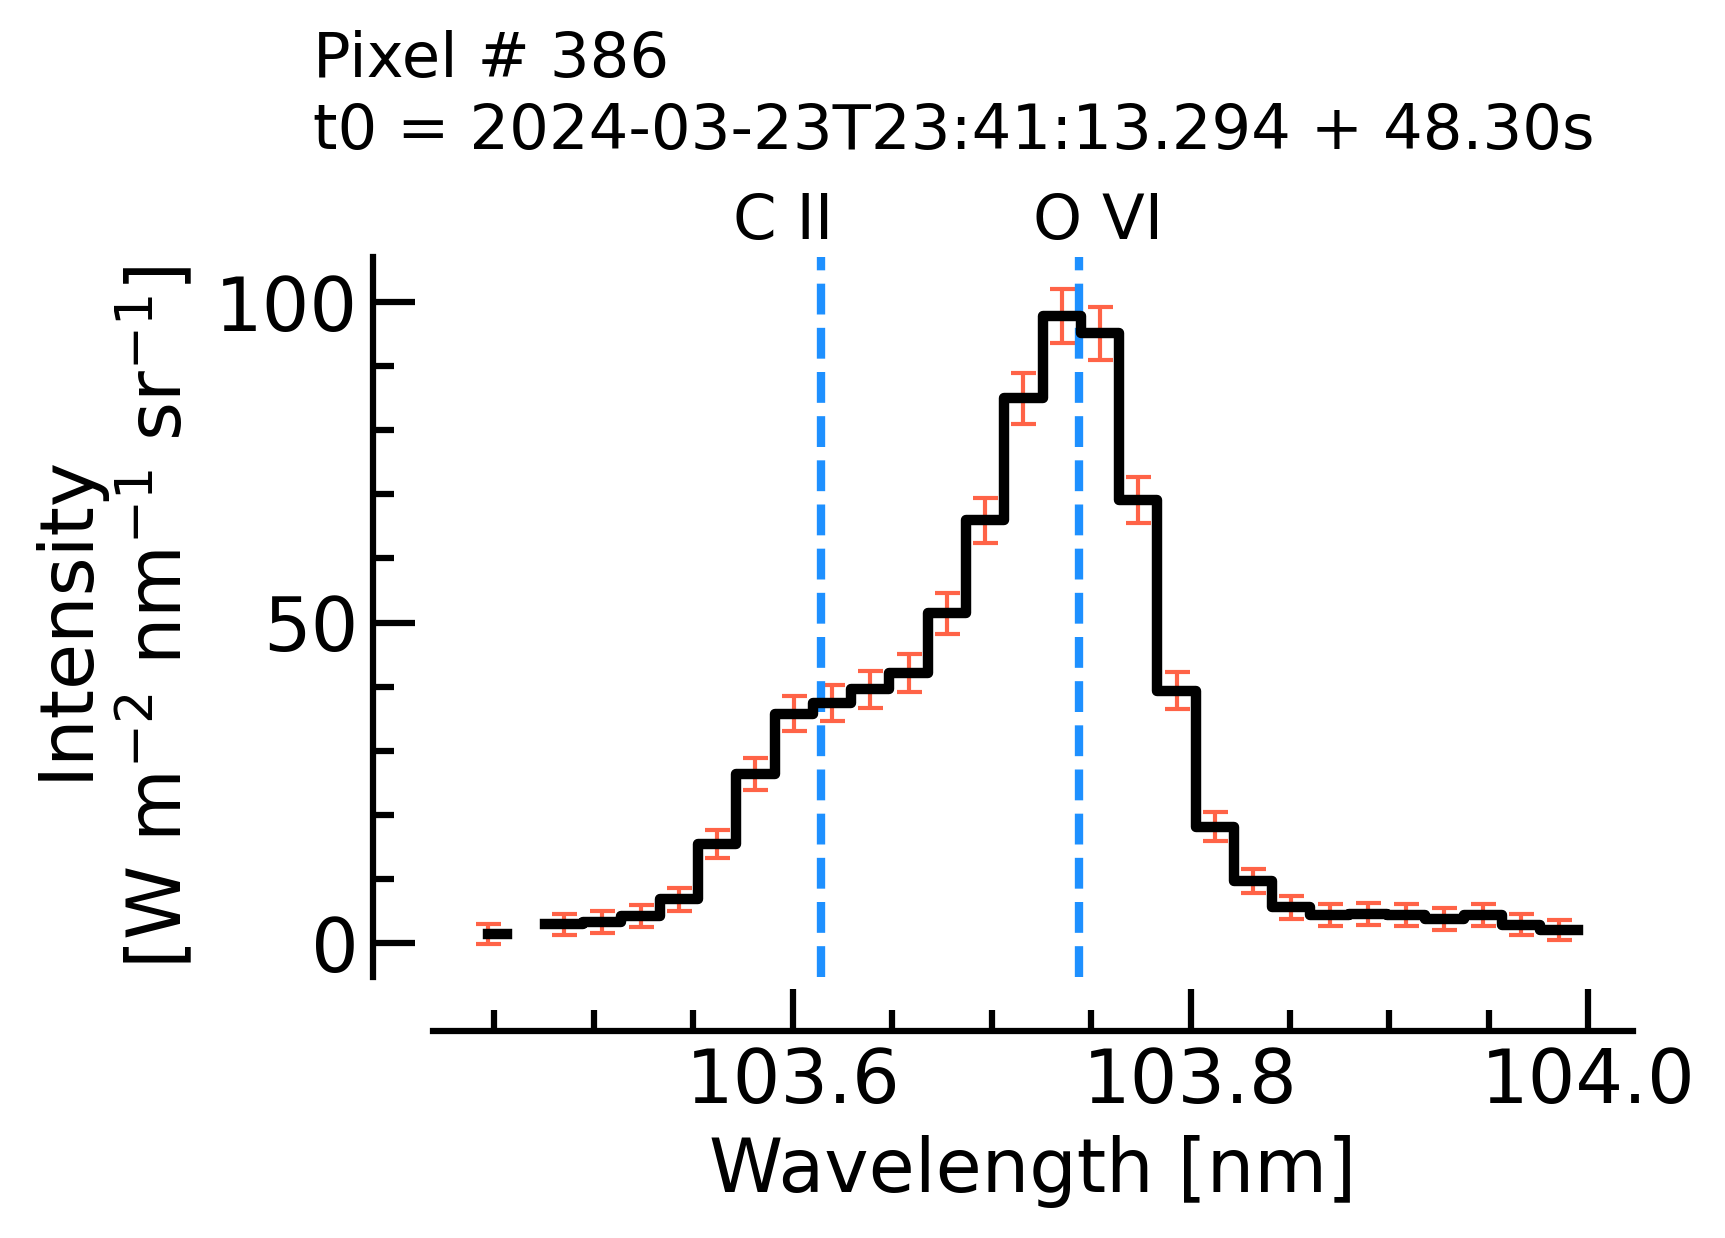 Pixel # 386
t0 = 2024-03-23T23:41:13.294 + 48.30s
C II O VI
Intensity
[W m⁻² nm⁻¹ sr⁻¹]
100
50
0
103.6 103.8 104.0
Wavelength [nm]